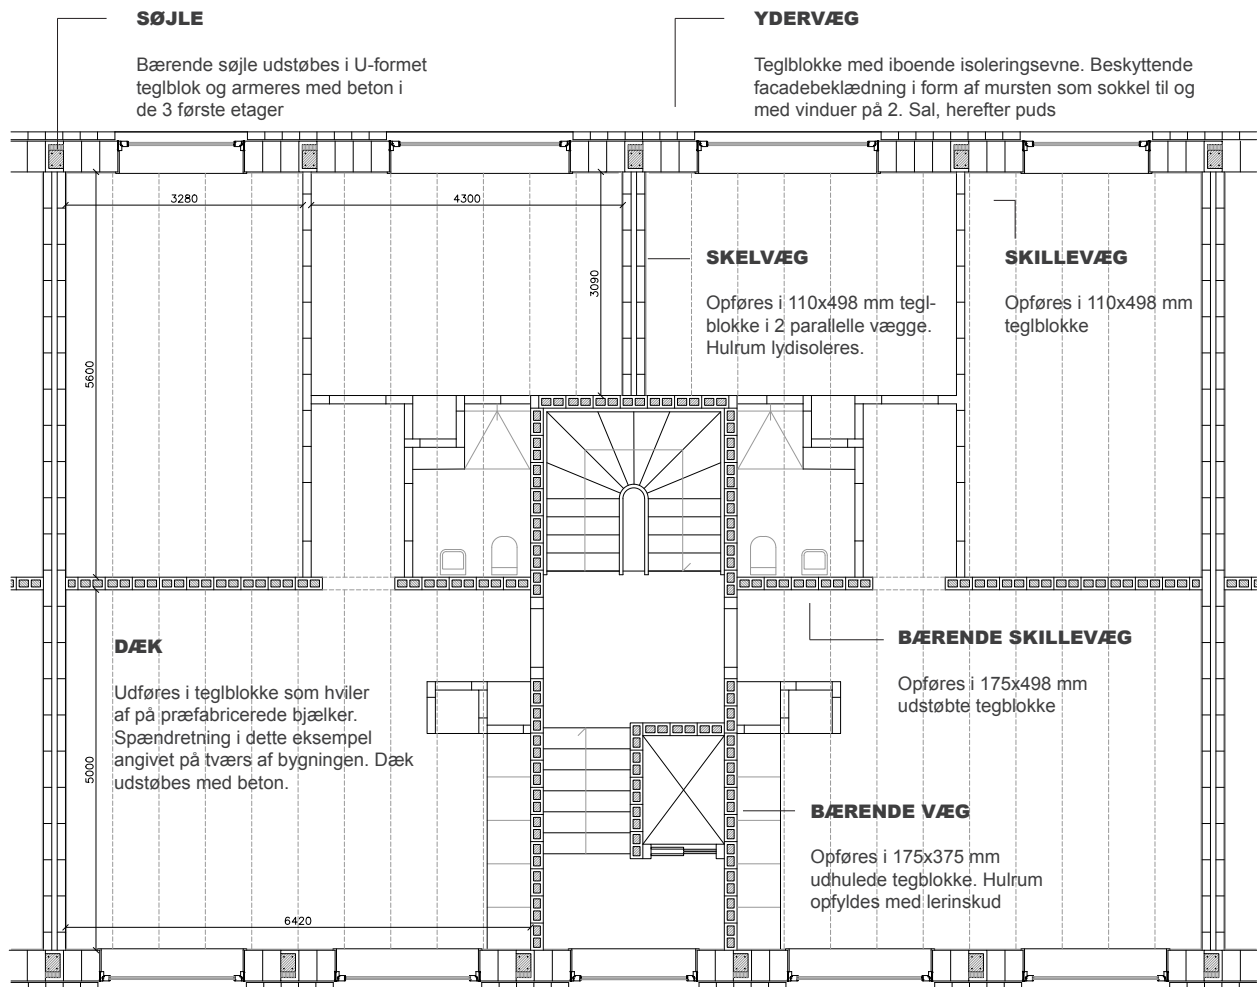 SØJLE
Bærende søjle udstøbes i U-formet
teglblok og armeres med beton i
de 3 første etager
YDERVÆG
Teglblokke med iboende isoleringsevne. Beskyttende
facadebeklædning i form af mursten som sokkel til og
med vinduer på 2. Sal, herefter puds
3280
4300
3090
5600
SKELVÆG
Opføres i 110x498 mm tegl-
blokke i 2 parallelle vægge.
Hulrum lydisoleres.
SKILLEVÆG
Opføres i 110x498 mm
teglblokke
DÆK
Udføres i teglblokke som hviler
af på præfabricerede bjælker.
Spændretning i dette eksempel
angivet på tværs af bygningen. Dæk
udstøbes med beton.
5000
6420
BÆRENDE SKILLEVÆG
Opføres i 175x498 mm
udstøbte tegblokke
BÆRENDE VÆG
Opføres i 175x375 mm
udhulede tegblokke. Hulrum
opfyldes med lerinskud